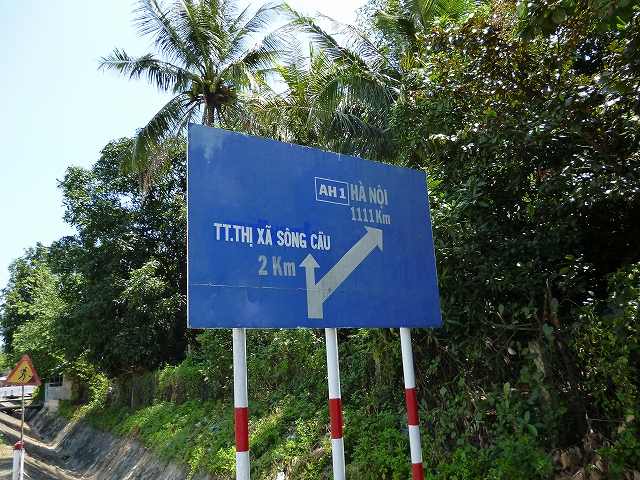 AH 1 HÀ NỘI
1111 Km
TT.THỊ XÃ SÔNG CẦU
2 Km